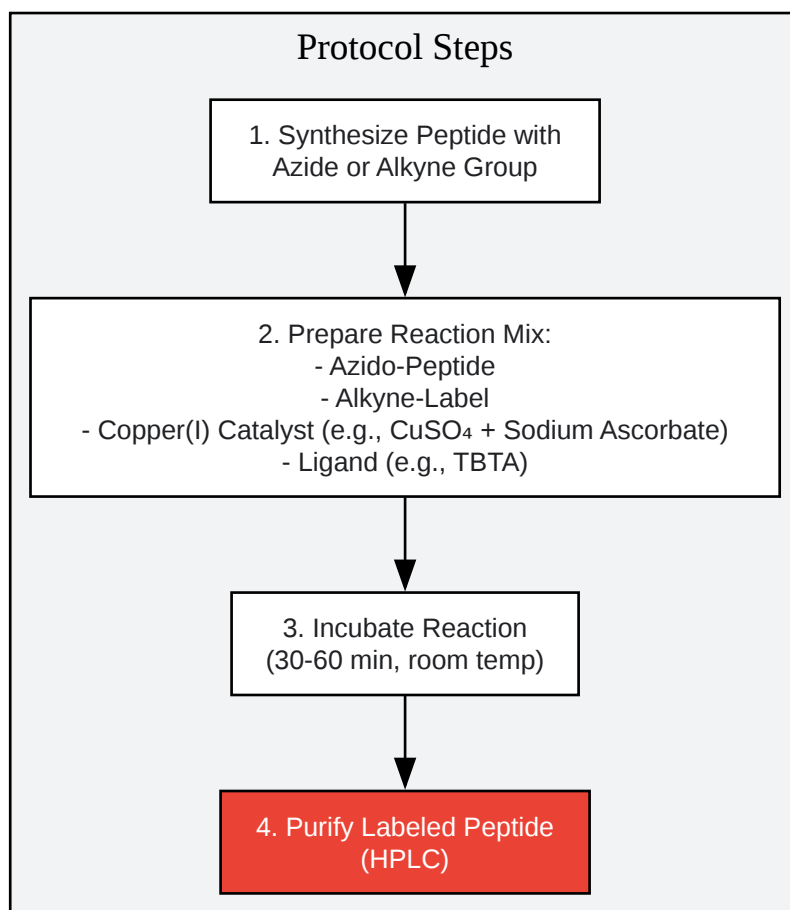 Protocol Steps
1. Synthesize Peptide with
Azide or Alkyne Group
2. Prepare Reaction Mix:
- Azido-Peptide
- Alkyne-Label
- Copper(I) Catalyst (e.g., CuSO₄ + Sodium Ascorbate)
- Ligand (e.g., TBTA)
3. Incubate Reaction
(30-60 min, room temp)
4. Purify Labeled Peptide
(HPLC)